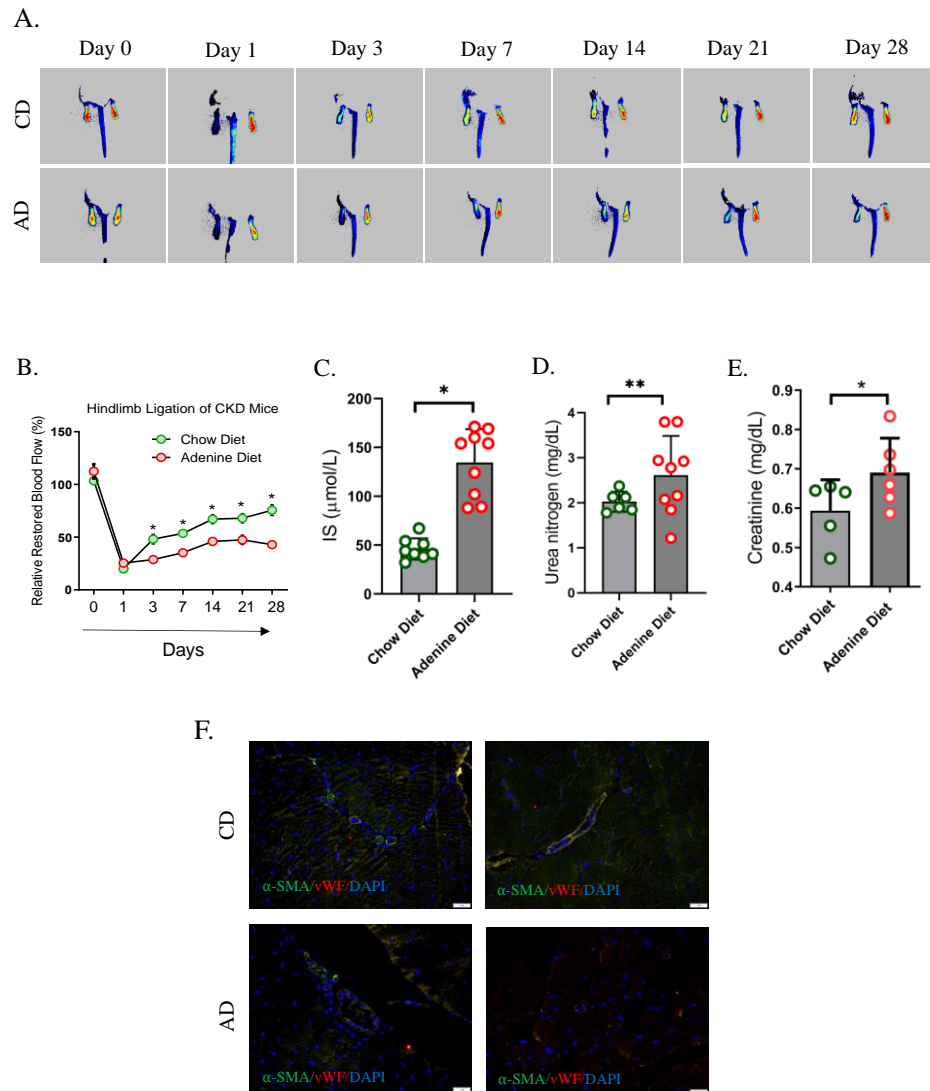 A.
Day 0 Day 1 Day 3 Day 7 Day 14 Day 21 Day 28
CD
AD
B.
Hindlimb Ligation of CKD Mice
Relative Restored Blood Flow (%)
150
100
50
0
Chow Diet
Adenine Diet
* * * * *
0 1 3 7 14 21 28
Days
C.
*
IS (μmol/L)
200
150
100
50
0
Chow Diet
Adenine Diet
D.
**
Urea nitrogen (mg/dL)
4
3
2
1
0
Chow Diet
Adenine Diet
E.
*
Creatinine (mg/dL)
0.9
0.8
0.7
0.6
0.5
0.4
Chow Diet
Adenine Diet
F.
CD
α-SMA/vWF/DAPI
α-SMA/vWF/DAPI
AD
α-SMA/vWF/DAPI
α-SMA/vWF/DAPI